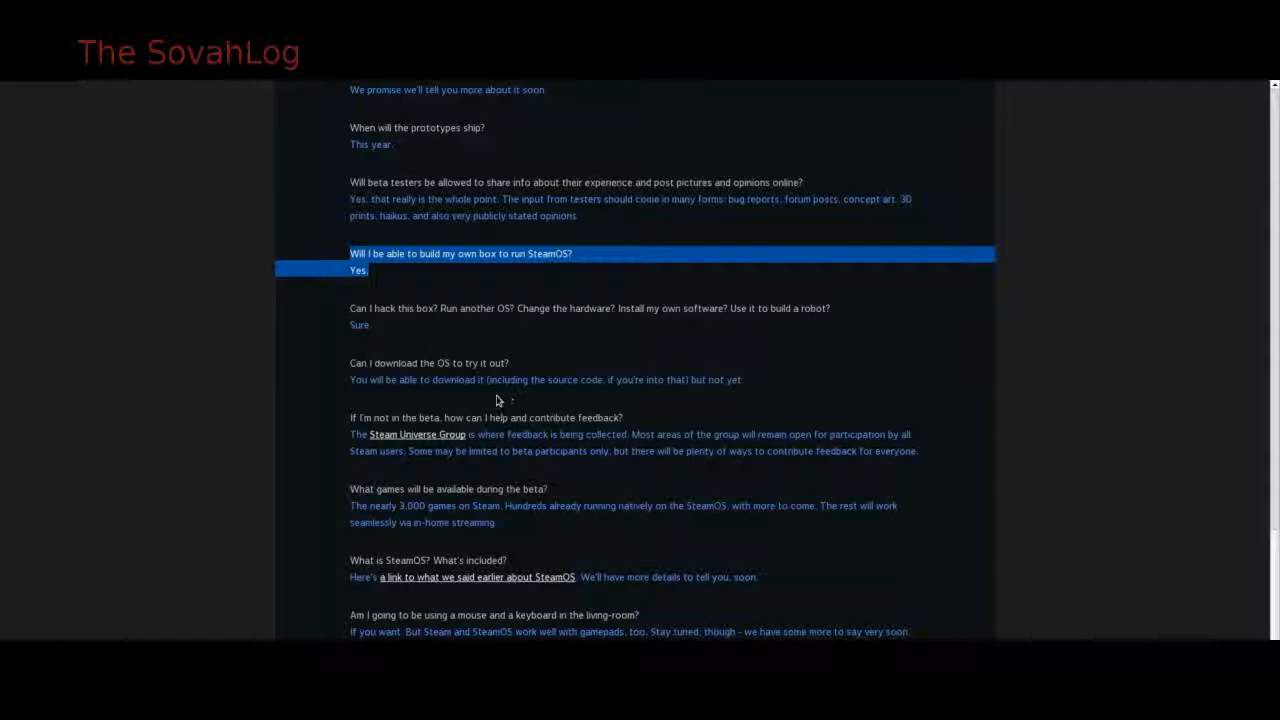 The SovahLog
We promise we'll tell you more about it soon.
When will the prototypes ship?
This year.
Will beta testers be allowed to share info about their experience and post pictures and opinions online?
Yes, that really is the whole point. The input from testers should come in many forms: bug reports, forum posts, concept art, 3D
prints, haikus, and also very publicly stated opinions.
Will I be able to build my own box to run SteamOS?
Yes.
Can I hack this box? Run another OS? Change the hardware? Install my own software? Use it to build a robot?
Sure.
Can I download the OS to try it out?
You will be able to download it (including the source code, if you're into that) but not yet.
If I'm not in the beta, how can I help and contribute feedback?
The Steam Universe Group is where feedback is being collected. Most areas of the group will remain open for participation by all
Steam users. Some may be limited to beta participants only, but there will be plenty of ways to contribute feedback for everyone.
What games will be available during the beta?
The nearly 3,000 games on Steam. Hundreds already running natively on the SteamOS, with more to come. The rest will work
seamlessly via in-home streaming.
What is SteamOS? What's included?
Here's a link to what we said earlier about SteamOS. We'll have more details to tell you, soon.
Am I going to be using a mouse and a keyboard in the living-room?
If you want. But Steam and SteamOS work well with gamepads, too. Stay tuned, though - we have some more to say very soon